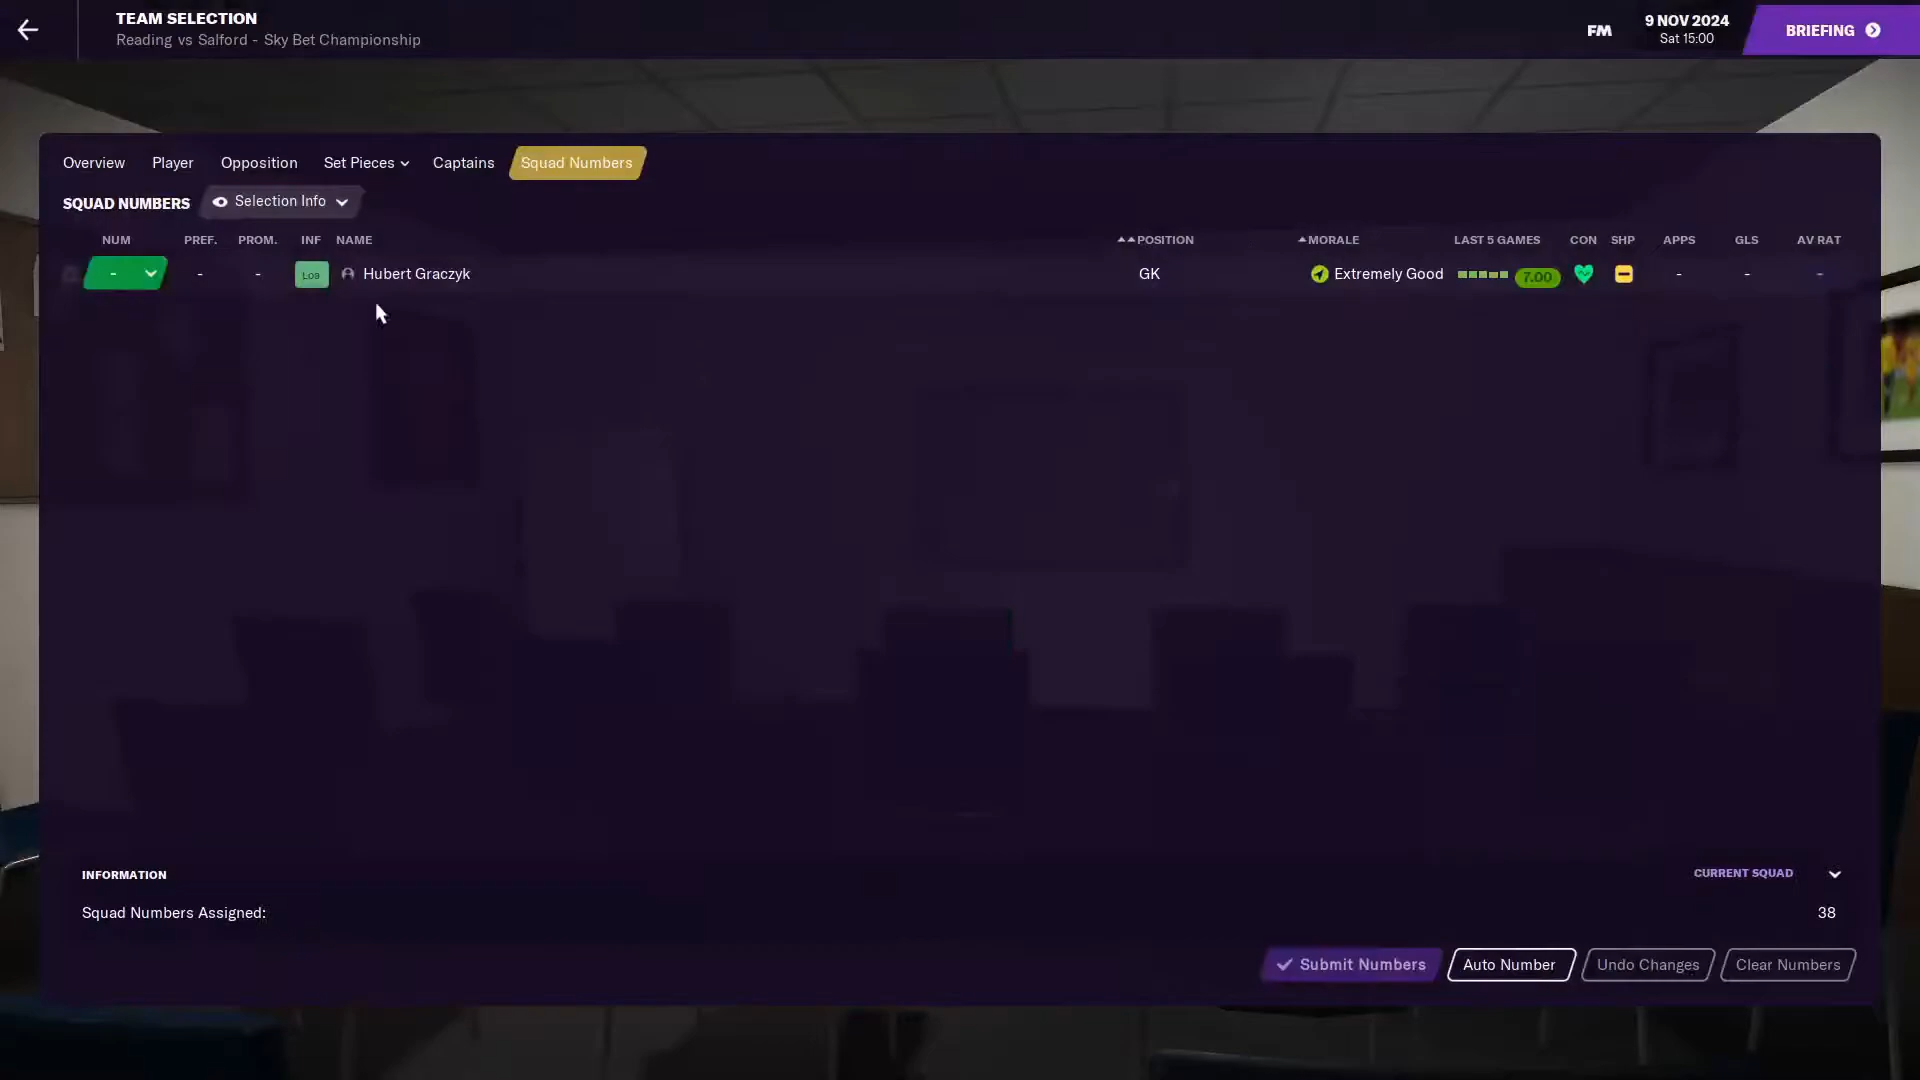 TEAM SELECTION
Reading vs Salford - Sky Bet Championship
FM
9 NOV 2024
Sat 15:00
BRIEFING
Overview Player Opposition Set Pieces Captains Squad Numbers
SQUAD NUMBERS Selection Info
NUM PREF. PROM. INF NAME POSITION MORALE LAST 5 GAMES CON SHP APPS GLS AV RAT
- - - Loa Hubert Graczyk GK Extremely Good 7.00 - - -
INFORMATION CURRENT SQUAD
Squad Numbers Assigned: 38
Submit Numbers Auto Number Undo Changes Clear Numbers